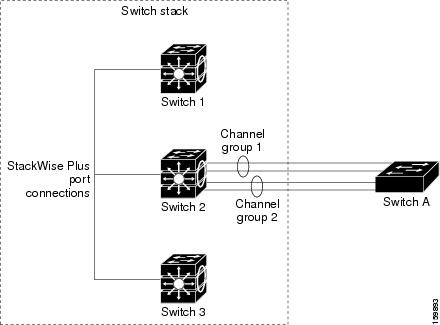 Switch stack
Switch 1
StackWise Plus
port
connections
Channel
group 1
Switch 2
Channel
group 2
Switch A
Switch 3
159893